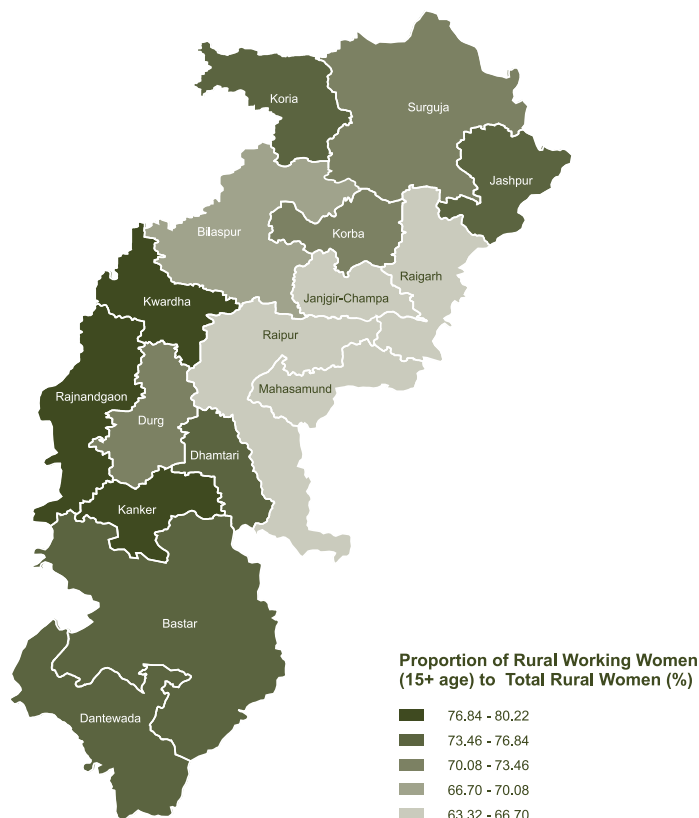 Koria
Surguja
Jashpur
Bilaspur
Korba
Raigarh
Janjgir-Champa
Kwardha
Raipur
Mahasamund
Rajnandgaon
Durg
Dhamtari
Kanker
Bastar
Dantewada
Proportion of Rural Working Women
(15+ age) to Total Rural Women (%)
76.84 - 80.22
73.46 - 76.84
70.08 - 73.46
66.70 - 70.08
63.32 - 66.70